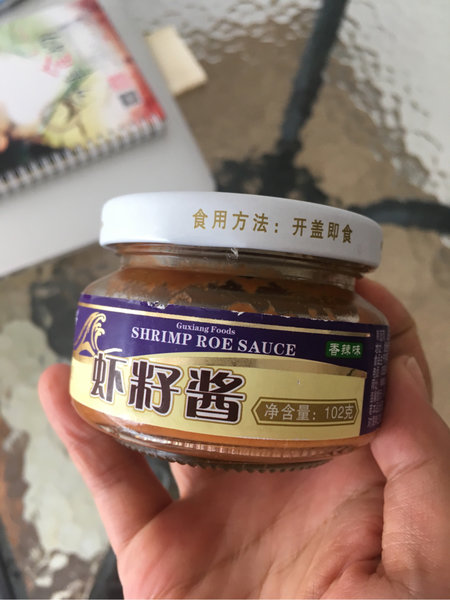 食用方法：开盖即食
Guxiang Foods
SHRIMP ROE SAUCE
香辣味
虾籽酱
净含量：102克